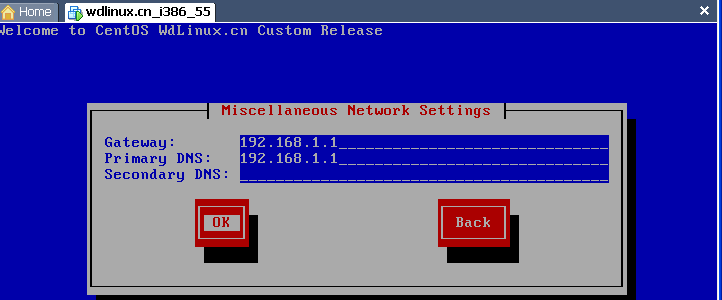 Home wdlinux.cn_i386_55
Welcome to CentOS WdLinux.cn Custom Release
Miscellaneous Network Settings
Gateway: 192.168.1.1
Primary DNS: 192.168.1.1
Secondary DNS:
OK Back